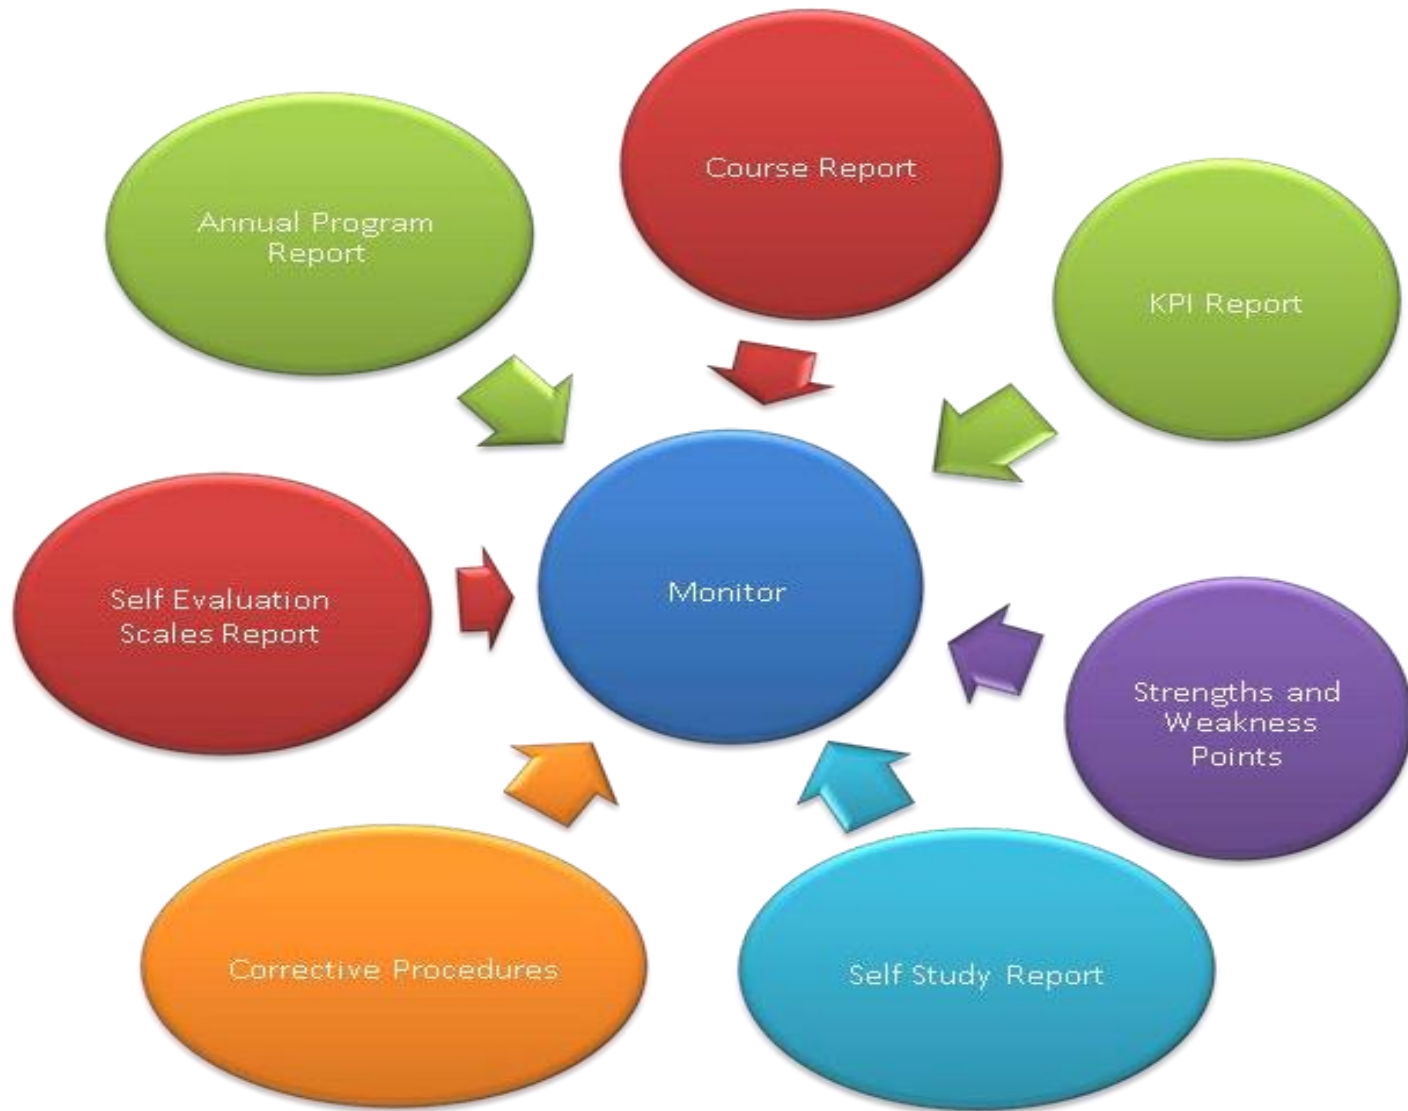 Course Report
Annual Program
Report
KPI Report
Self Evaluation
Scales Report
Monitor
Strengths and
Weakness
Points
Corrective Procedures
Self Study Report